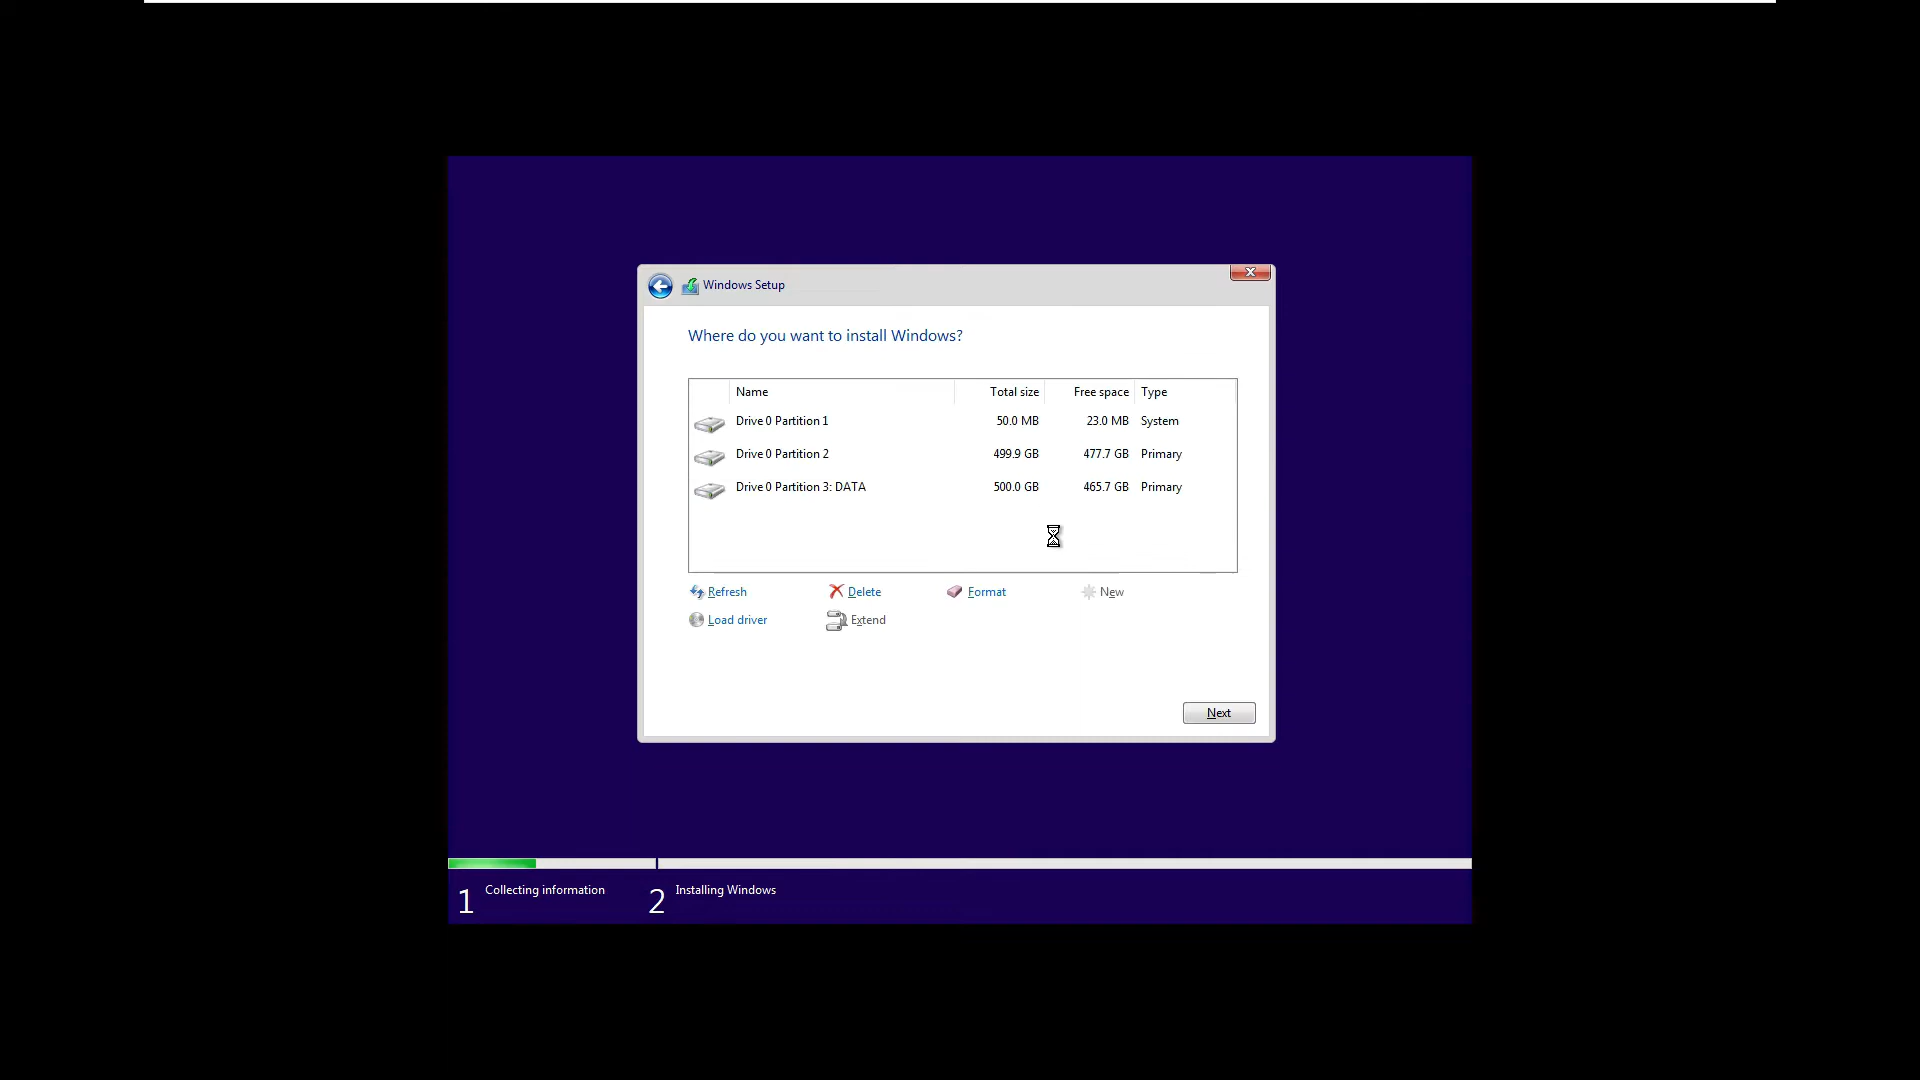 Windows Setup
Where do you want to install Windows?
Name Total size Free space Type
Drive 0 Partition 1 50.0 MB 23.0 MB System
Drive 0 Partition 2 499.9 GB 477.7 GB Primary
Drive 0 Partition 3: DATA 500.0 GB 465.7 GB Primary
Refresh Delete Format New
Load driver Extend
Next
1 Collecting information 2 Installing Windows